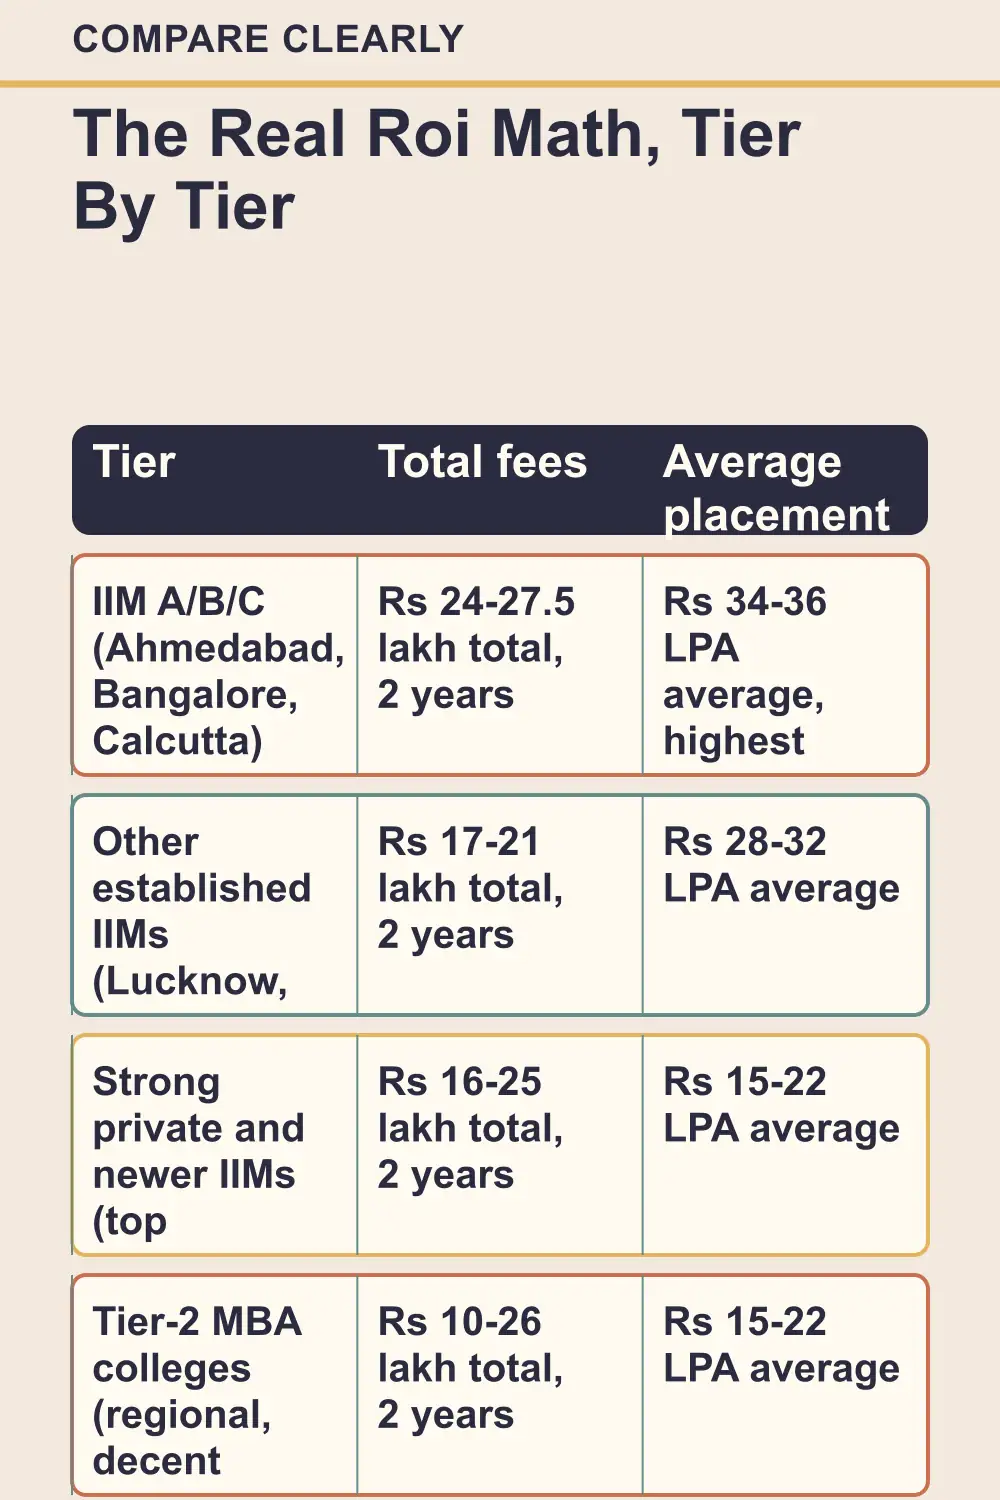 COMPARE CLEARLY
The Real Roi Math, Tier
By Tier
Tier
Total fees
Average
placement
IIM A/B/C
(Ahmedabad,
Bangalore,
Calcutta)
Rs 24-27.5
lakh total,
2 years
Rs 34-36
LPA
average,
highest
Other
established
IIMs
(Lucknow,
Rs 17-21
lakh total,
2 years
Rs 28-32
LPA average
Strong
private and
newer IIMs
(top
Rs 16-25
lakh total,
2 years
Rs 15-22
LPA average
Tier-2 MBA
colleges
(regional,
decent
Rs 10-26
lakh total,
2 years
Rs 15-22
LPA average